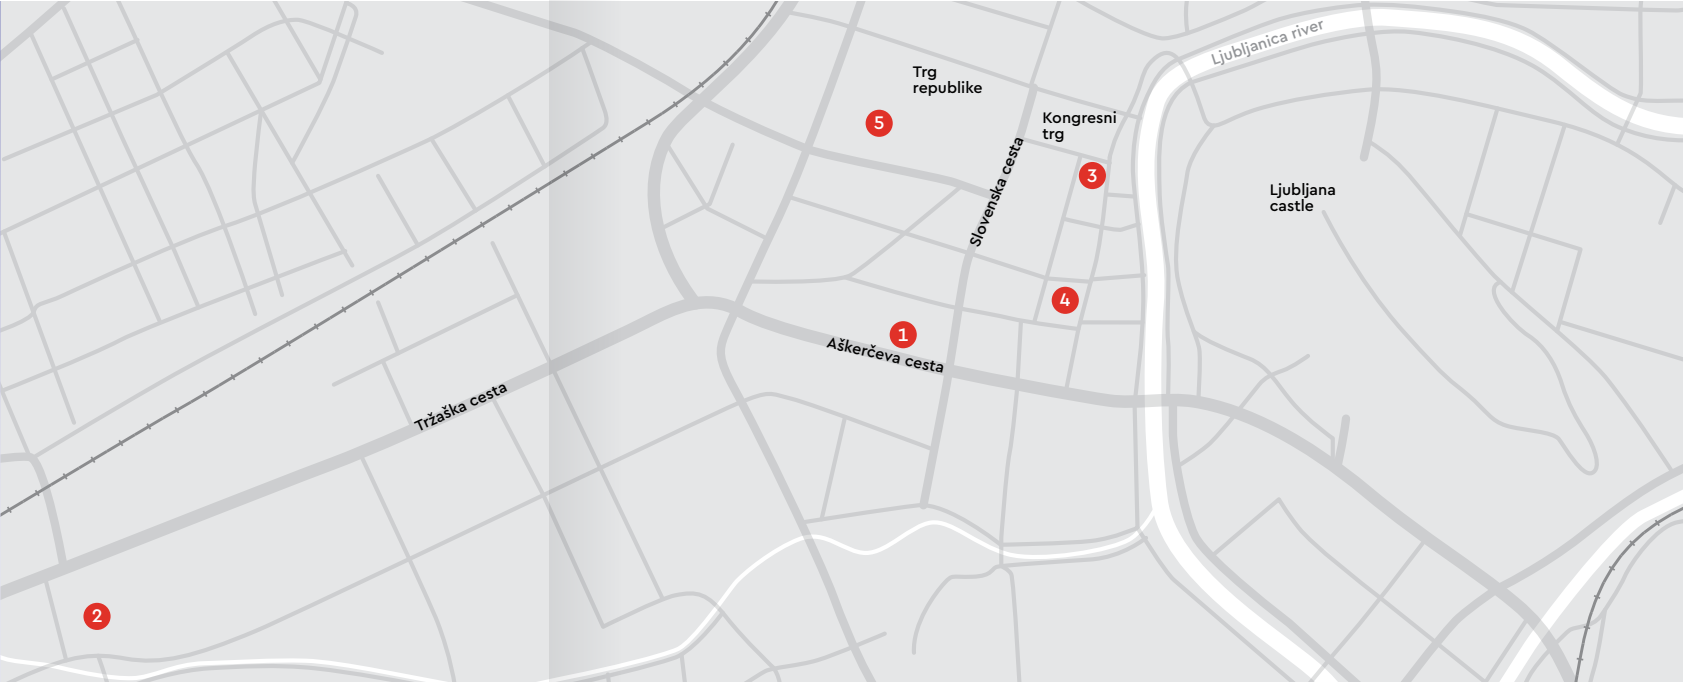 Ljubljanica river
Trg
republike
5
Kongresni
trg
3
Slovenska cesta
Ljubljana
castle
4
1
Aškerčeva cesta
Tržaška cesta
2